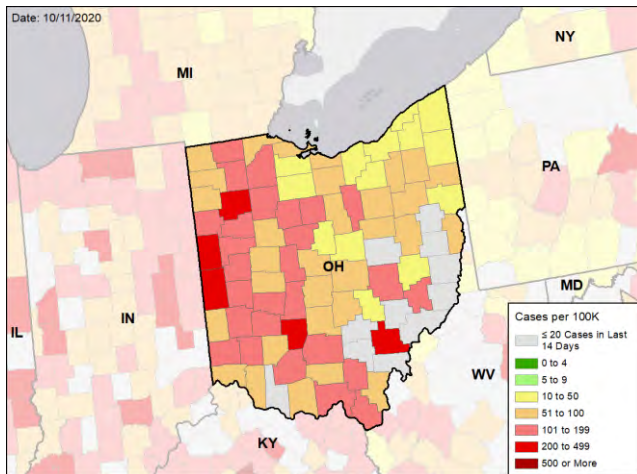 Date: 10/11/2020
NY
MI
PA
OH
MD
IL
IN
WV
KY
Cases per 100K
≤ 20 Cases in Last
14 Days
0 to 4
5 to 9
10 to 50
51 to 100
101 to 199
200 to 499
500 or More